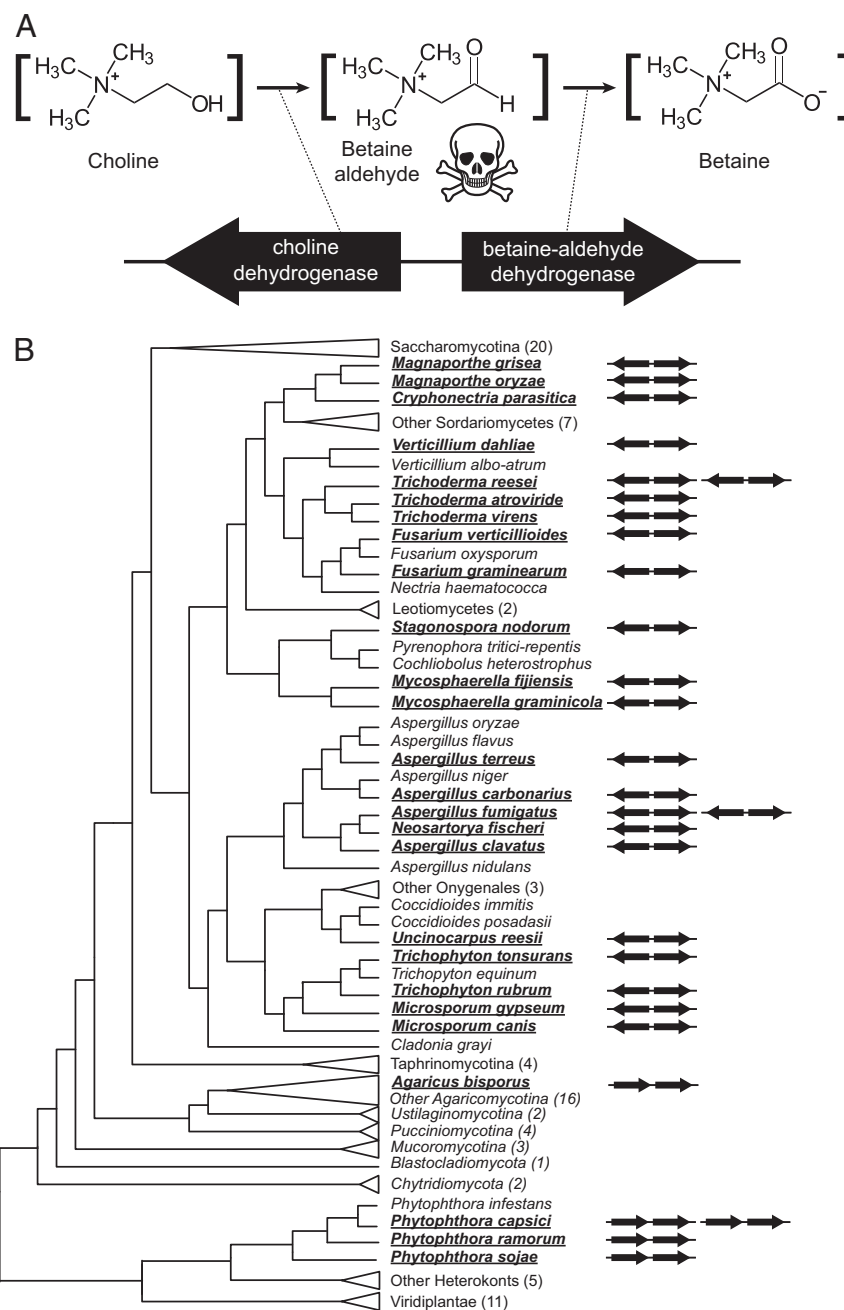 A
CH3
H3C
N+
H3C
OH
Choline
CH3
O
H3C
N+
H3C
H
Betaine
aldehyde
CH3
O
H3C
N+
H3C
O−
Betaine
choline
dehydrogenase
betaine-aldehyde
dehydrogenase
B
Saccharomycotina (20)
Magnaporthe grisea
Magnaporthe oryzae
Cryphonectria parasitica
Other Sordariomycetes (7)
Verticillium dahliae
Verticillium albo-atrum
Trichoderma reesei
Trichoderma atroviride
Trichoderma virens
Fusarium verticillioides
Fusarium oxysporum
Fusarium graminearum
Nectria haematococca
Leotiomycetes (2)
Stagonospora nodorum
Pyrenophora tritici-repentis
Cochliobolus heterostrophus
Mycosphaerella fijiensis
Mycosphaerella graminicola
Aspergillus oryzae
Aspergillus flavus
Aspergillus terreus
Aspergillus niger
Aspergillus carbonarius
Aspergillus fumigatus
Neosartorya fischeri
Aspergillus clavatus
Aspergillus nidulans
Other Onygenales (3)
Coccidioides immitis
Coccidioides posadasii
Uncinocarpus reesii
Trichophyton tonsurans
Trichopyton equinum
Trichophyton rubrum
Microsporum gypseum
Microsporum canis
Cladonia grayi
Taphrinomycotina (4)
Agaricus bisporus
Other Agaricomycotina (16)
Ustilaginomycotina (2)
Pucciniomycotina (4)
Mucoromycotina (3)
Blastocladiomycota (1)
Chytridiomycota (2)
Phytophthora infestans
Phytophthora capsici
Phytophthora ramorum
Phytophthora sojae
Other Heterokonts (5)
Viridiplantae (11)